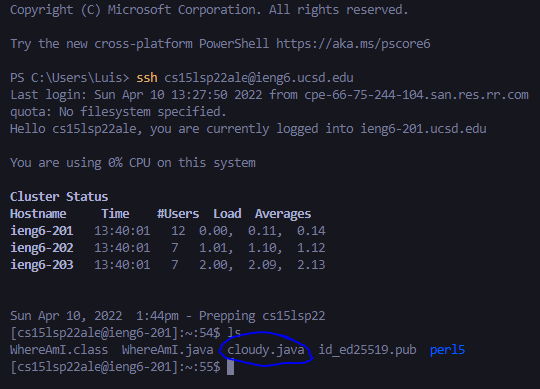 Copyright (C) Microsoft Corporation. All rights reserved.
Try the new cross-platform PowerShell https://aka.ms/pscore6
PS C:\Users\Luis> ssh cs15lsp22ale@ieng6.ucsd.edu
Last login: Sun Apr 10 13:27:50 2022 from cpe-66-75-244-104.san.res.rr.com
quota: No filesystem specified.
Hello cs15lsp22ale, you are currently logged into ieng6-201.ucsd.edu
You are using 0% CPU on this system
Cluster Status
Hostname     Time    #Users  Load  Averages
ieng6-201   13:40:01   12  0.00,  0.11,  0.14
ieng6-202   13:40:01   7   1.01,  1.10,  1.12
ieng6-203   13:40:01   7   2.00,  2.09,  2.13
Sun Apr 10, 2022  1:44pm - Prepping cs15lsp22
[cs15lsp22ale@ieng6-201]:~:54$ ls
WhereAmI.class  WhereAmI.java  cloudy.java  id_ed25519.pub  perl5
[cs15lsp22ale@ieng6-201]:~:55$